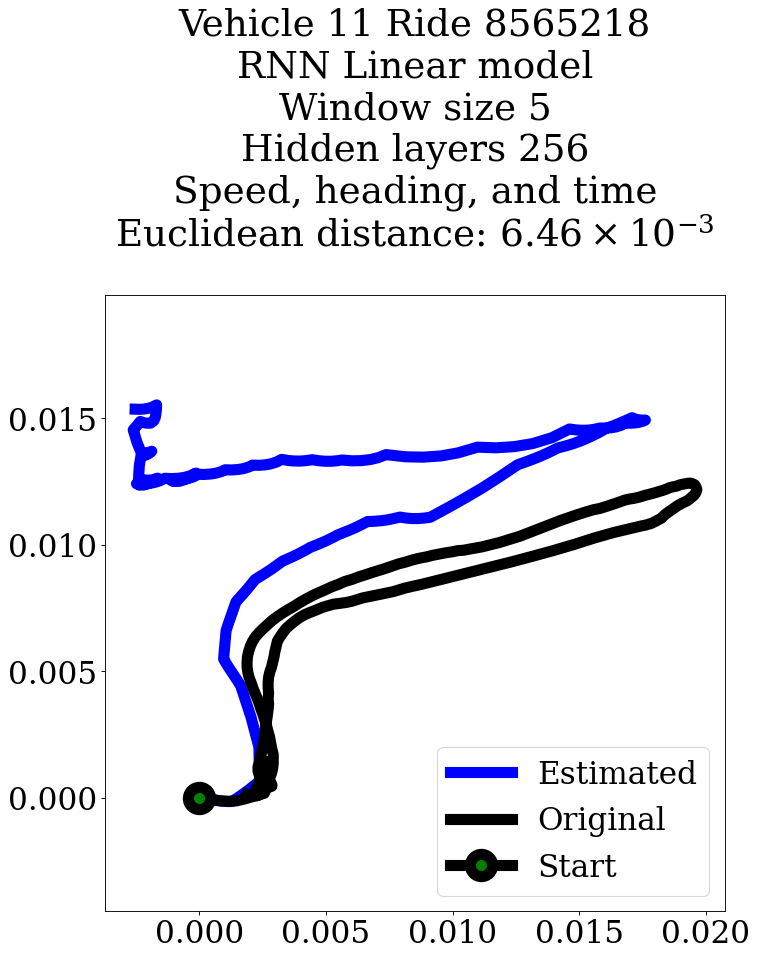 Vehicle 11 Ride 8565218
RNN Linear model
Window size 5
Hidden layers 256
Speed, heading, and time
Euclidean distance: 6.46 × 10⁻³
0.015
0.010
0.005
0.000
Estimated
Original
Start
0.000 0.005 0.010 0.015 0.020